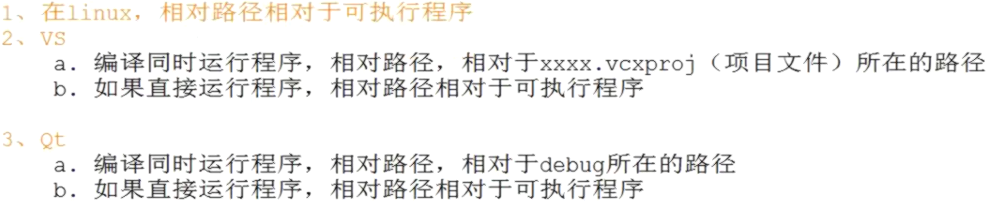 1、在linux，相对路径相对于可执行程序
2、VS
a. 编译同时运行程序，相对路径，相对于xxxx.vcxproj（项目文件）所在的路径
b. 如果直接运行程序，相对路径相对于可执行程序
3、Qt
a. 编译同时运行程序，相对路径，相对于debug所在的路径
b. 如果直接运行程序，相对路径相对于可执行程序